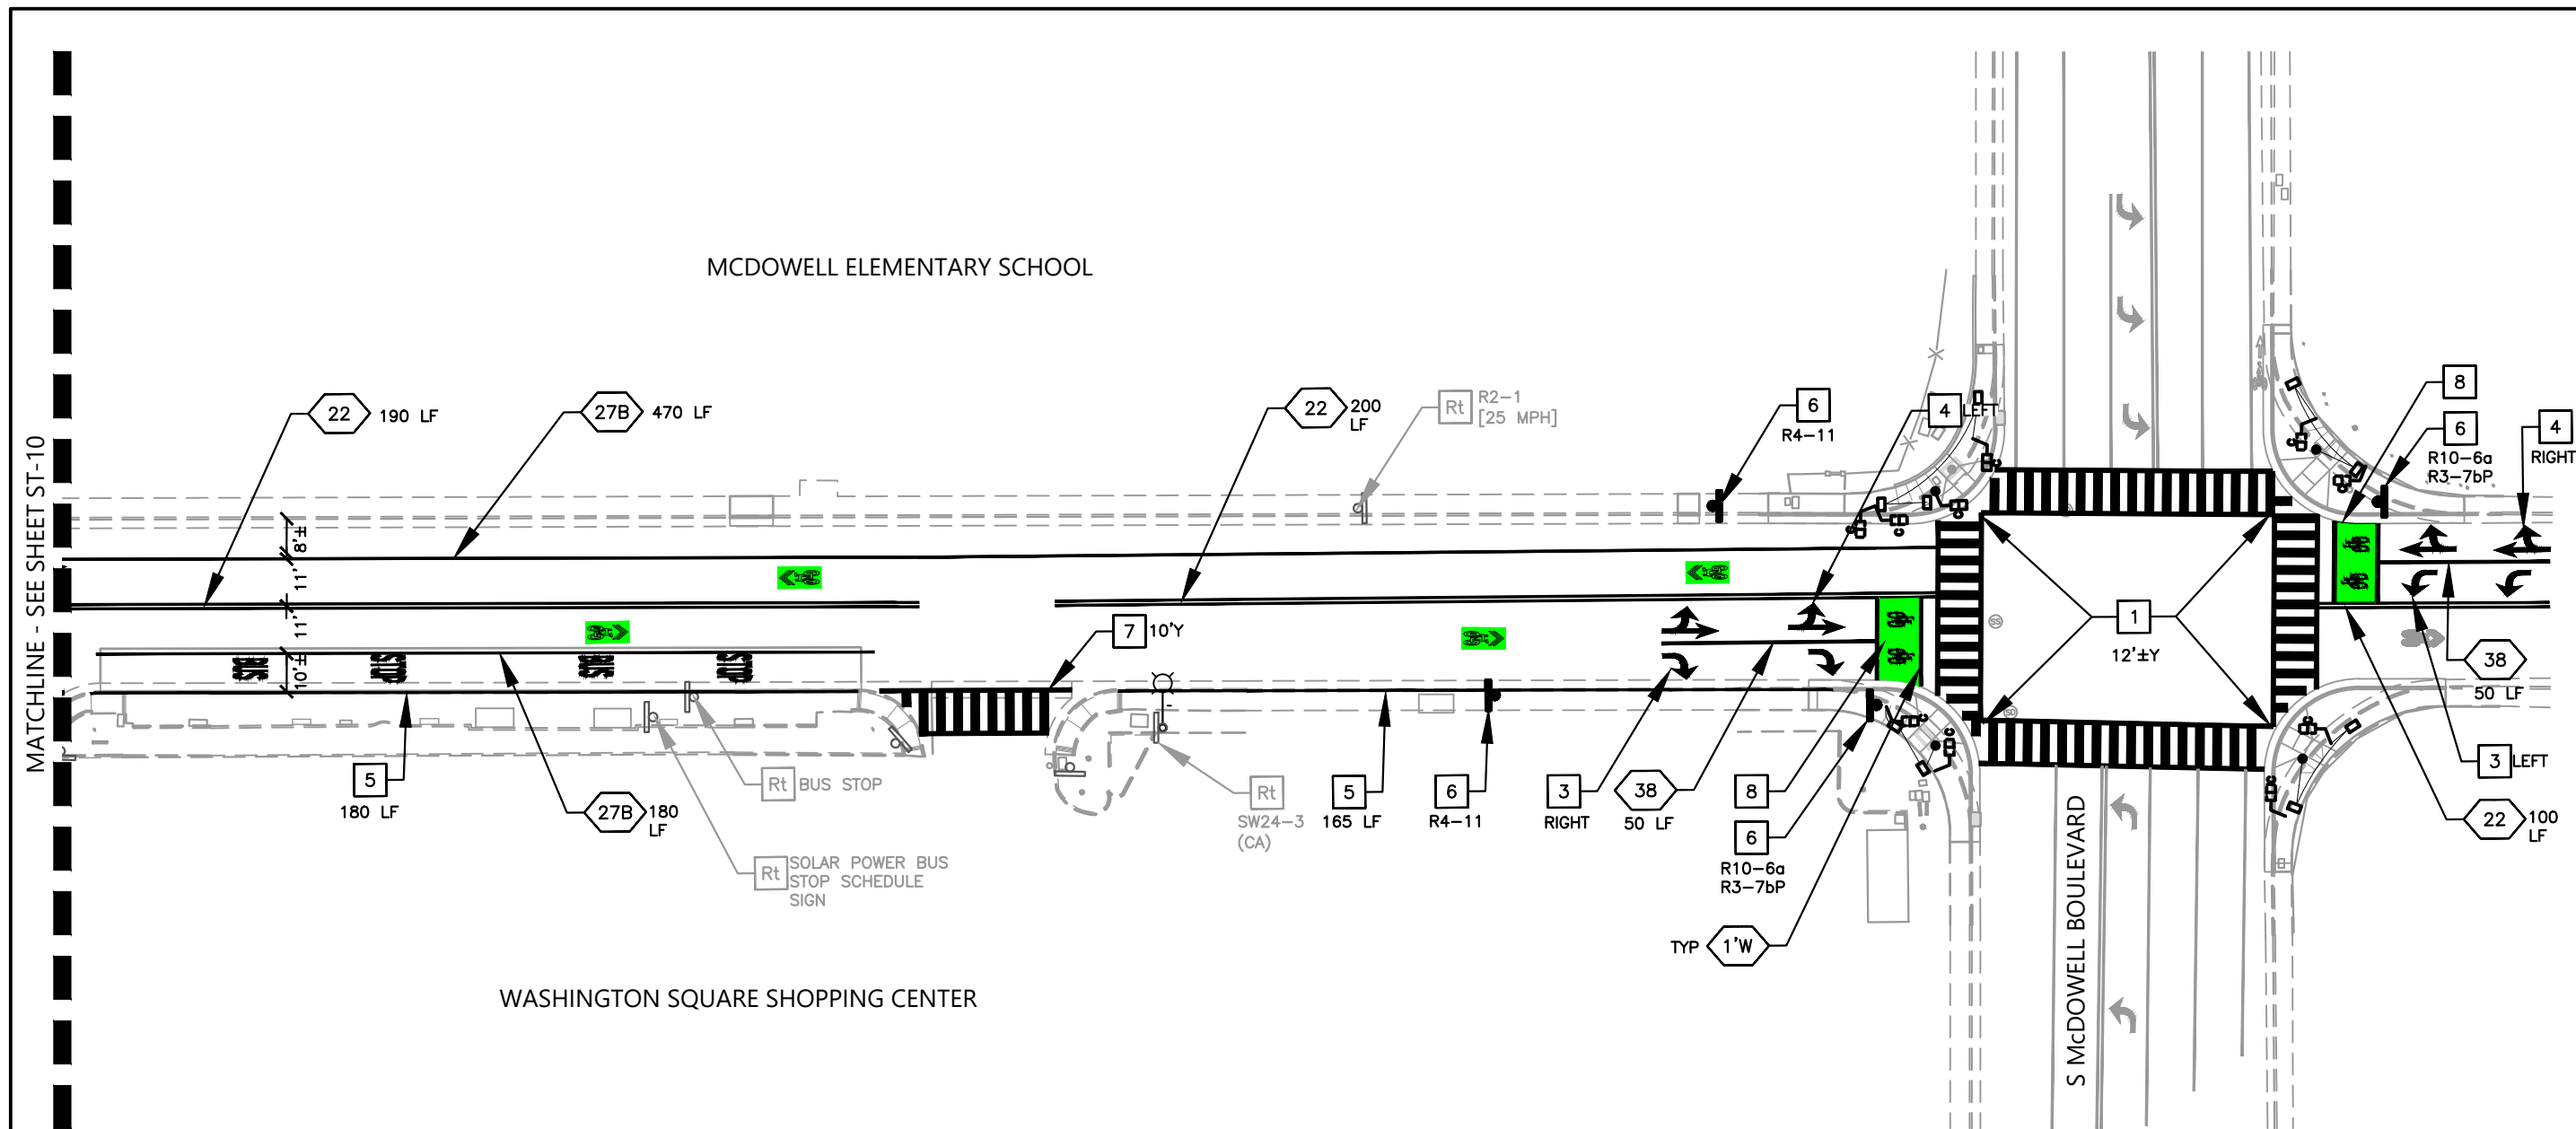 MCDOWELL ELEMENTARY SCHOOL
MATCHLINE - SEE SHEET ST-10
22 190 LF
27B 470 LF
22 200
LF
Rt R2-1
[25 MPH]
6
R4-11
4 LEFT
8
6
R10-6a
R3-7bP
4
RIGHT
8'±
11'
11'
10'±
BUS
STOP
BUS
STOP
7 10'Y
1
12'±Y
SS
SD
38
50 LF
3 LEFT
22 100
LF
5
180 LF
27B 180
LF
Rt BUS STOP
Rt SOLAR POWER BUS
STOP SCHEDULE
SIGN
Rt
SW24-3
(CA)
5
165 LF
6
R4-11
3
RIGHT
38
50 LF
8
6
R10-6a
R3-7bP
TYP 1'W
S McDOWELL BOULEVARD
WASHINGTON SQUARE SHOPPING CENTER